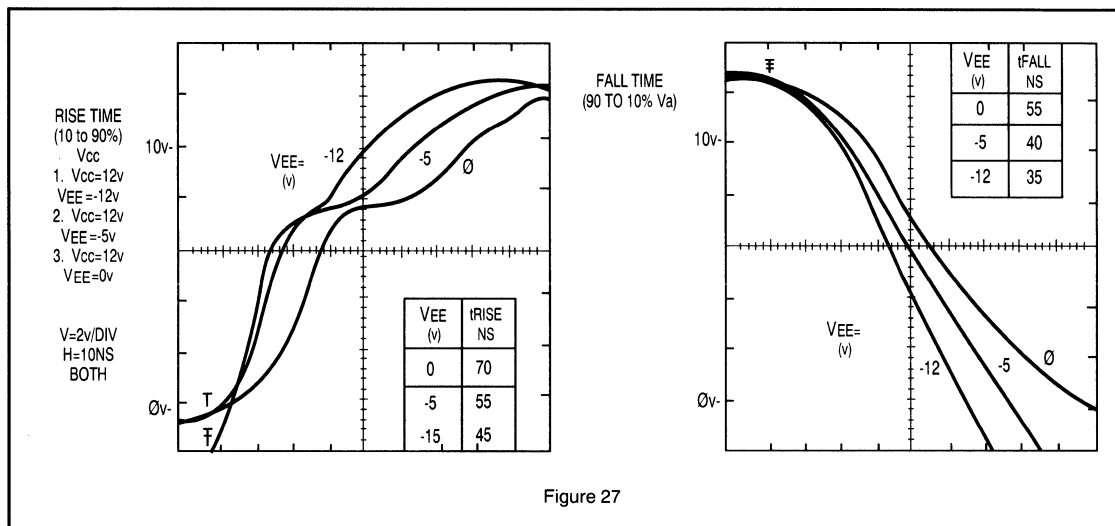 RISE TIME
(10 to 90%)
Vcc
1. Vcc=12v
VEE=-12v
2. Vcc=12v
VEE=-5v
3. Vcc=12v
VEE=0v
V=2v/DIV
H=10NS
BOTH
10v-
Øv-
VEE=
(v)
-12
-5
Ø
VEE
(v)
tRISE
NS
0 70
-5 55
-15 45
FALL TIME
(90 TO 10% Va)
10v-
Øv-
VEE
(v)
tFALL
NS
0 55
-5 40
-12 35
VEE=
(v)
-12
-5
Ø
Figure 27